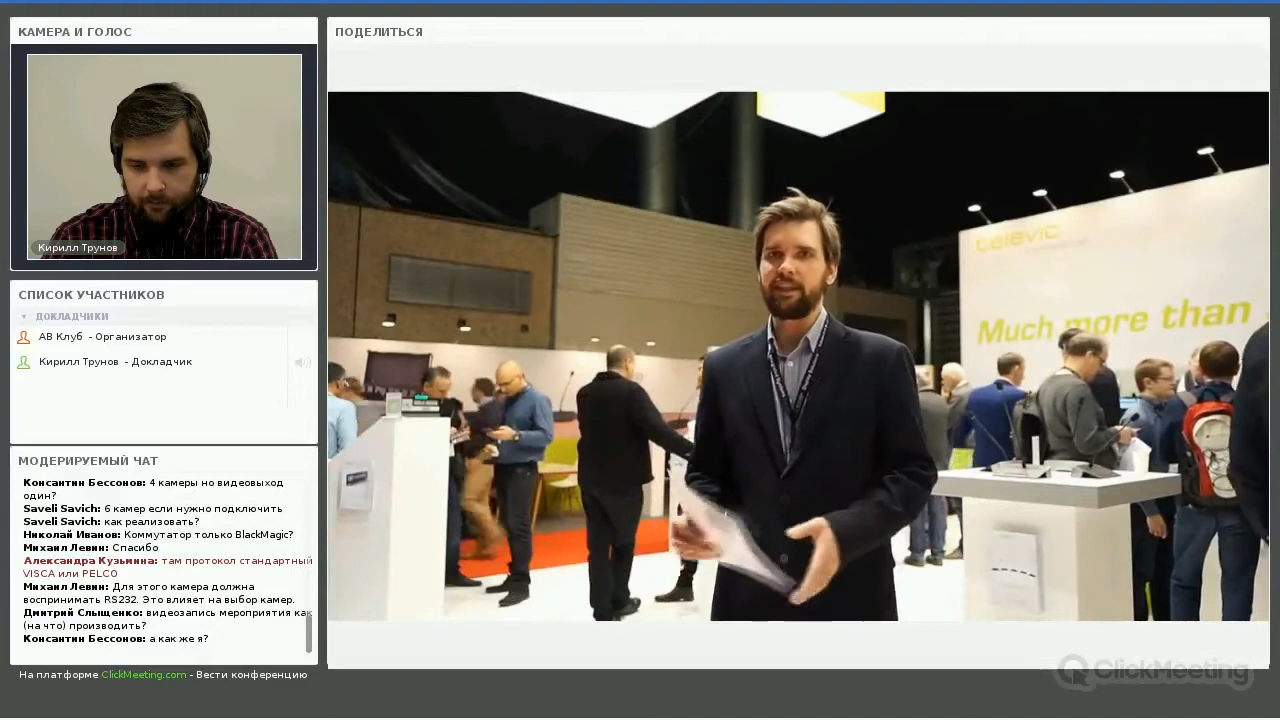 КАМЕРА И ГОЛОС
Кирилл Трунов
СПИСОК УЧАСТНИКОВ
ДОКЛАДЧИКИ
АВ Клуб - Организатор
Кирилл Трунов - Докладчик
МОДЕРИРУЕМЫЙ ЧАТ
Консантин Бессонов: 4 камеры но видеовыход
один?
Saveli Savich: 6 камер если нужно подключить
Saveli Savich: как реализовать?
Николай Иванов: Коммутатор только BlackMagic?
Михаил Левин: Спасибо
Александра Кузьмина: там протокол стандартный
VISCA или PELCO
Михаил Левин: Для этого камера должна
воспринимать RS232. Это влияет на выбор камер.
Дмитрий Слыщенко: видеозапись мероприятия как
(на что) производить?
Консантин Бессонов: а как же я?
На платформе ClickMeeting.com - Вести конференцию
ПОДЕЛИТЬСЯ
televic
Much more than
ClickMeeting